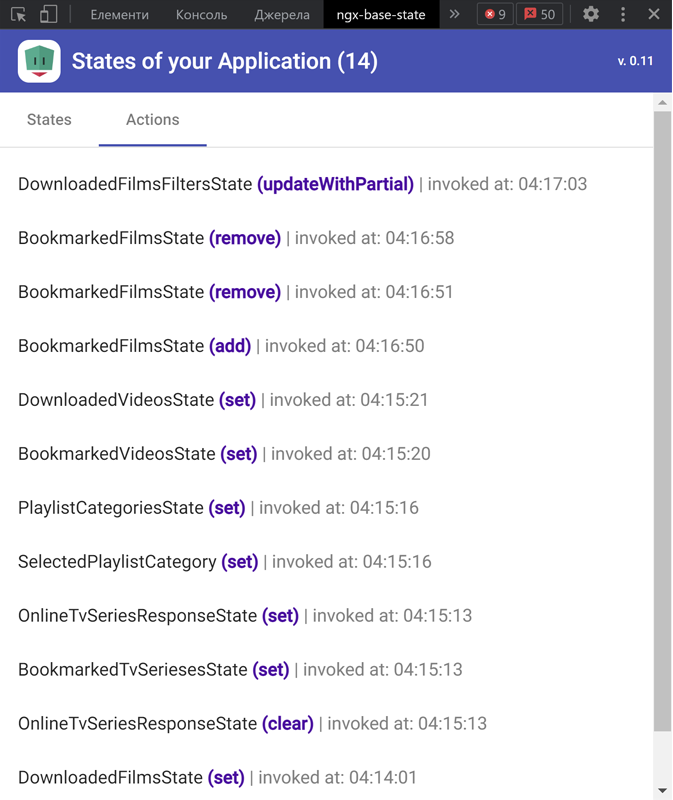 Елементи Консоль Джерела ngx-base-state 9 50
States of your Application (14) v. 0.11
States Actions
DownloadedFilmsFiltersState (updateWithPartial) | invoked at: 04:17:03
BookmarkedFilmsState (remove) | invoked at: 04:16:58
BookmarkedFilmsState (remove) | invoked at: 04:16:51
BookmarkedFilmsState (add) | invoked at: 04:16:50
DownloadedVideosState (set) | invoked at: 04:15:21
BookmarkedVideosState (set) | invoked at: 04:15:20
PlaylistCategoriesState (set) | invoked at: 04:15:16
SelectedPlaylistCategory (set) | invoked at: 04:15:16
OnlineTvSeriesResponseState (set) | invoked at: 04:15:13
BookmarkedTvSeriesesState (set) | invoked at: 04:15:13
OnlineTvSeriesResponseState (clear) | invoked at: 04:15:13
DownloadedFilmsState (set) | invoked at: 04:14:01